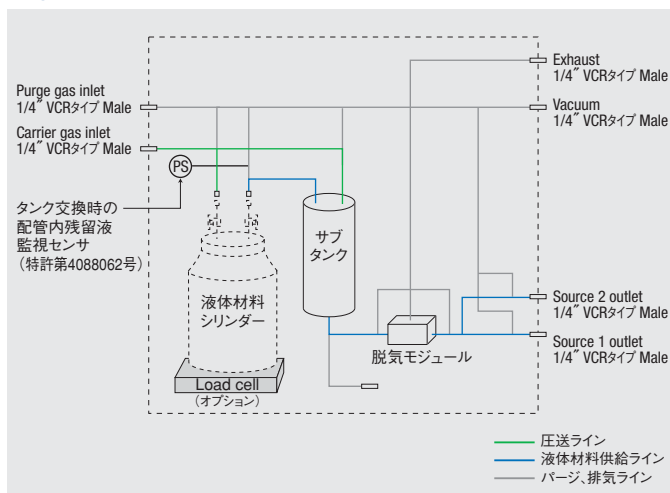 Purge gas inlet
1/4" VCRタイプ Male
Carrier gas inlet
1/4" VCRタイプ Male
PS
タンク交換時の
配管内残留液
監視センサ
(特許第4088062号)
液体材料
シリンダー
Load cell
(オプション)
サブ
タンク
脱気モジュール
Exhaust
1/4" VCRタイプ Male
Vacuum
1/4" VCRタイプ Male
Source 2 outlet
1/4" VCRタイプ Male
Source 1 outlet
1/4" VCRタイプ Male
圧送ライン
液体材料供給ライン
パージ、排気ライン